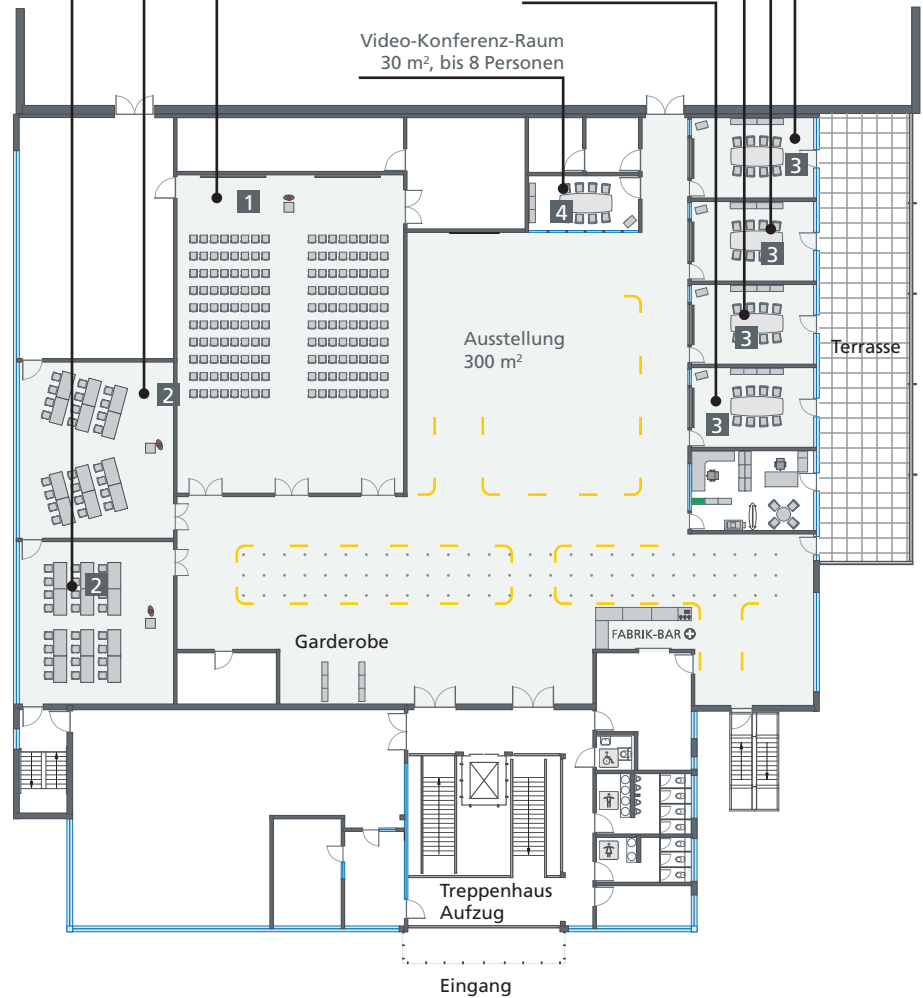 Video-Konferenz-Raum
30 m², bis 8 Personen
1
4
3
3
3
3
Ausstellung
300 m²
Terrasse
2
2
Garderobe
FABRIK-BAR
Treppenhaus
Aufzug
Eingang